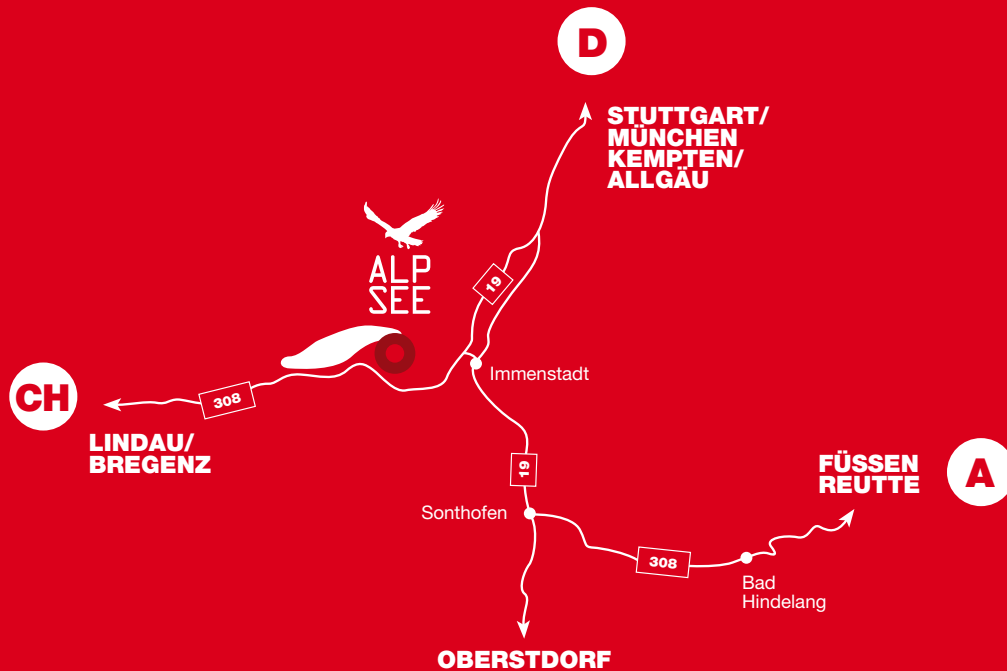 D
STUTTGART/
MÜNCHEN
KEMPTEN/
ALLGÄU
ALP
SEE
19
Immenstadt
CH
308
LINDAU/
BREGENZ
19
FÜSSEN
REUTTE
A
Sonthofen
308
Bad
Hindelang
OBERSTDORF